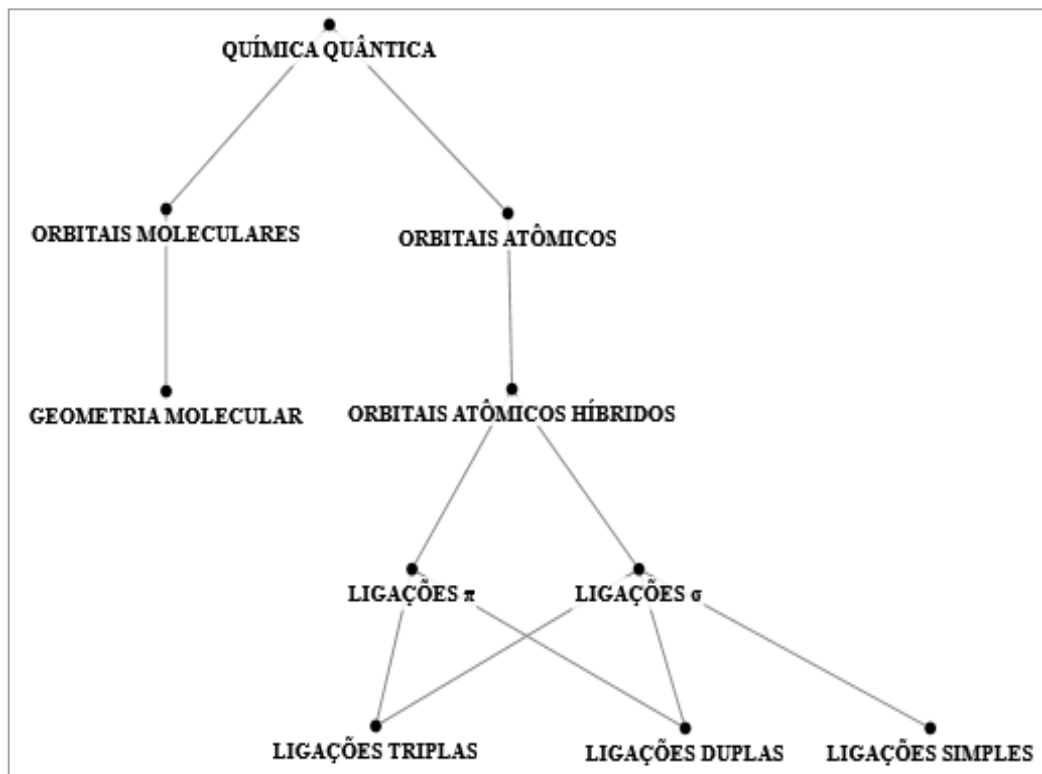 QUÍMICA QUÂNTICA
ORBITAIS MOLECULARES
ORBITAIS ATÔMICOS
GEOMETRIA MOLECULAR
ORBITAIS ATÔMICOS HÍBRIDOS
LIGAÇÕES π
LIGAÇÕES σ
LIGAÇÕES TRIPLAS
LIGAÇÕES DUPLAS
LIGAÇÕES SIMPLES